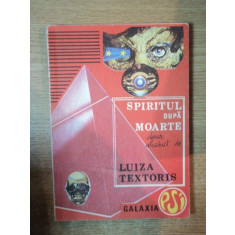 SPIRITUL
DUPĂ
MOARTE
LUIZA
TEXTORIS
GALAXIA
PSI